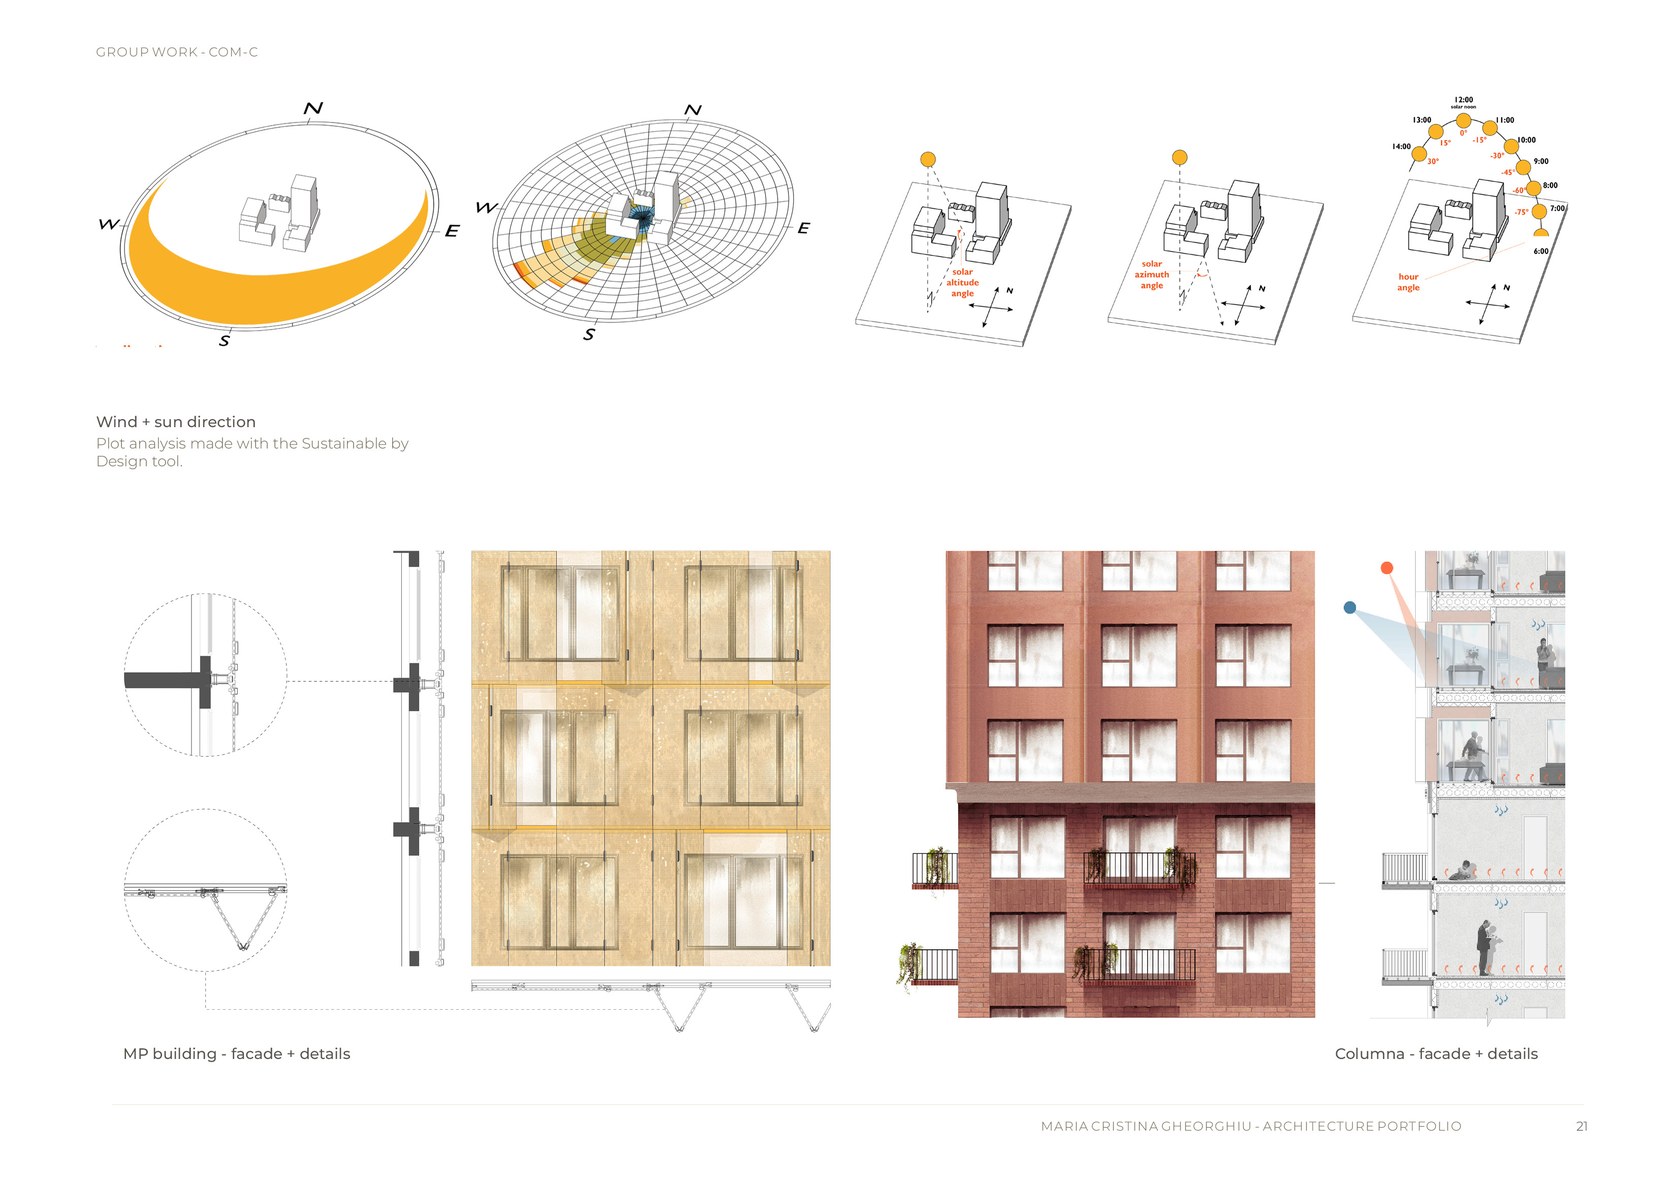 GROUP WORK - COM-C
N
W
E
S
N
W
E
S
solar
altitude
angle
N
solar
azimuth
angle
N
12:00
solar noon
13:00
11:00
14:00
10:00
9:00
8:00
7:00
6:00
0°
15°
-15°
30°
-30°
-45°
-60°
-75°
hour
angle
N
Wind + sun direction
Plot analysis made with the Sustainable by
Design tool.
MP building - facade + details
Columna - facade + details
MARIA CRISTINA GHEORGHIU - ARCHITECTURE PORTFOLIO
21